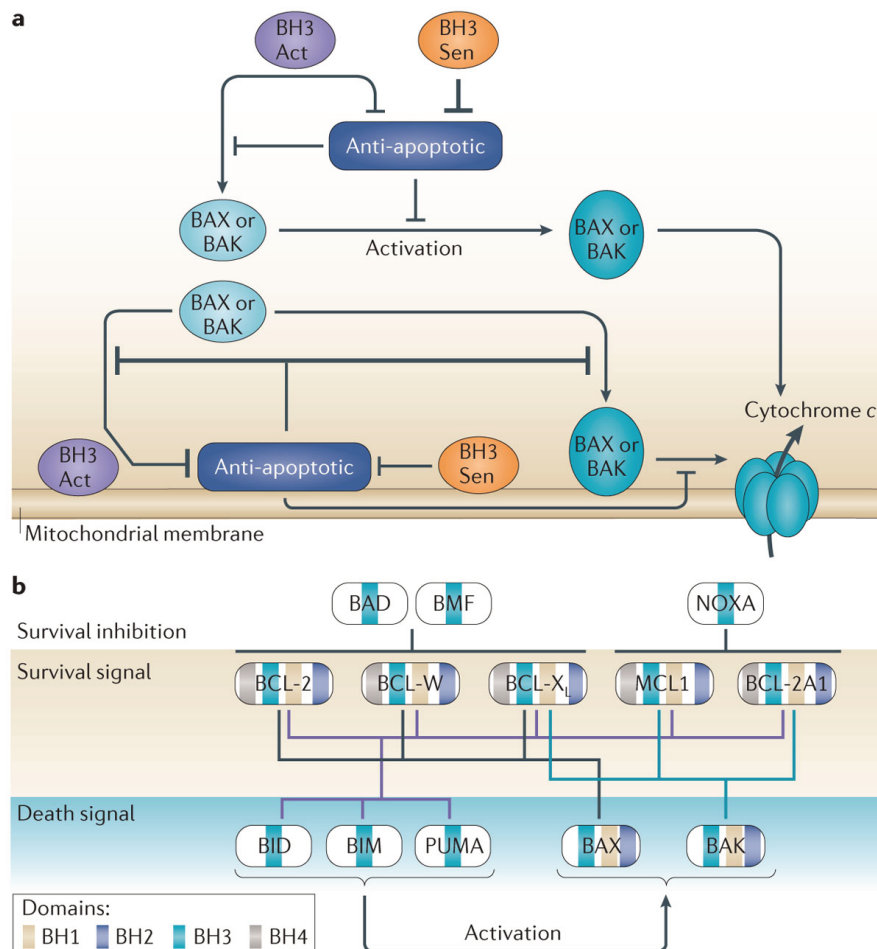 a
BH3
Act
BH3
Sen
Anti-apoptotic
BAX or
BAK
Activation
BAX or
BAK
BAX or
BAK
Cytochrome c
BH3
Act
Anti-apoptotic
BH3
Sen
BAX or
BAK
Mitochondrial membrane
b
BAD
BMF
NOXA
Survival inhibition
Survival signal
BCL-2
BCL-W
BCL-XL
MCL1
BCL-2A1
Death signal
BID
BIM
PUMA
BAX
BAK
Domains:
BH1
BH2
BH3
BH4
Activation